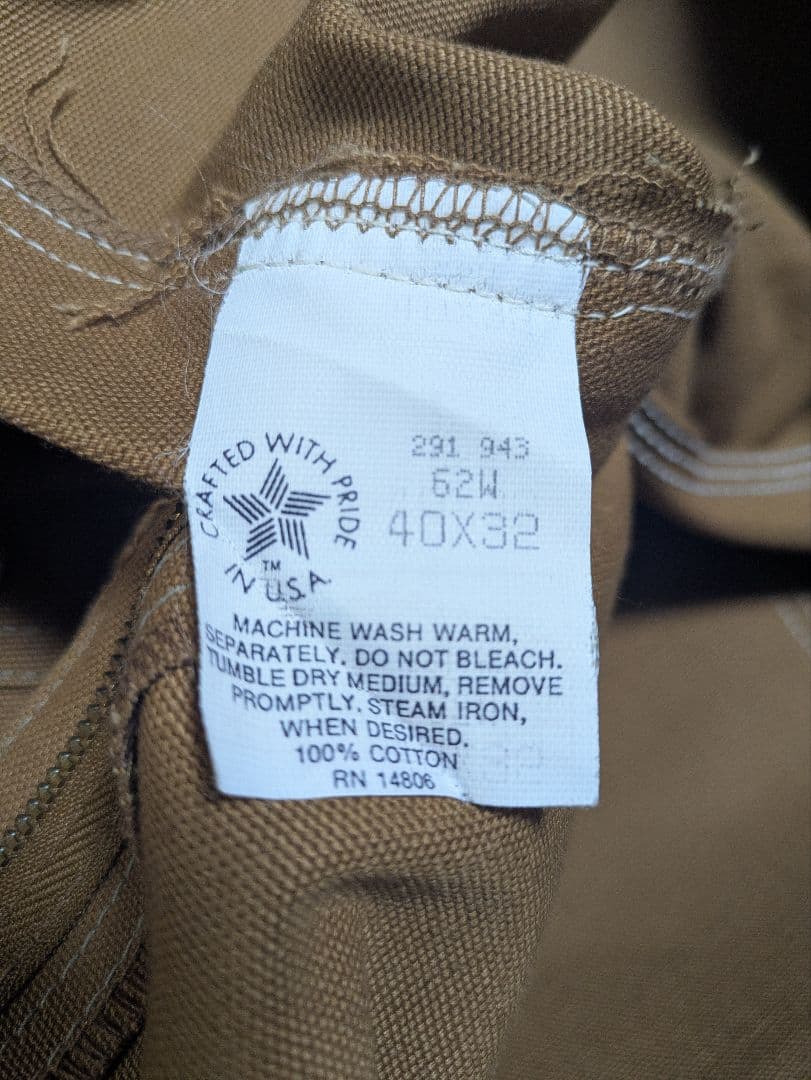 CRAFTED WITH PRIDE
IN U.S.A.
TM
291 943
62W
40X32
MACHINE WASH WARM,
SEPARATELY. DO NOT BLEACH.
TUMBLE DRY MEDIUM, REMOVE
PROMPTLY. STEAM IRON,
WHEN DESIRED.
100% COTTON
RN 14806